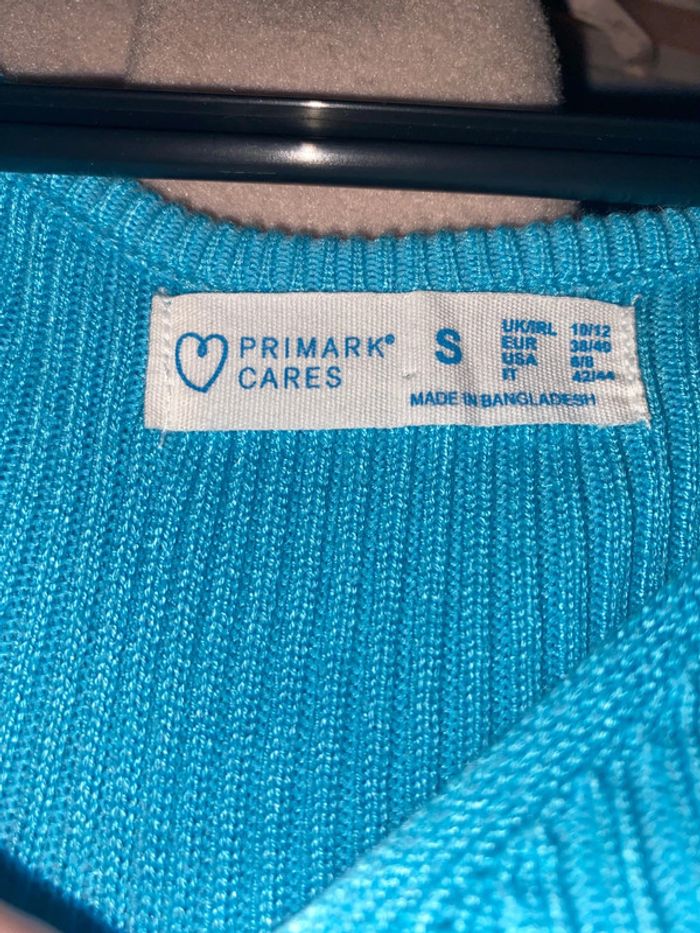 PRIMARK®
CARES
S
UK/IRL 10/12
EUR 38/40
USA 6/8
IT 42/44
MADE IN BANGLADESH